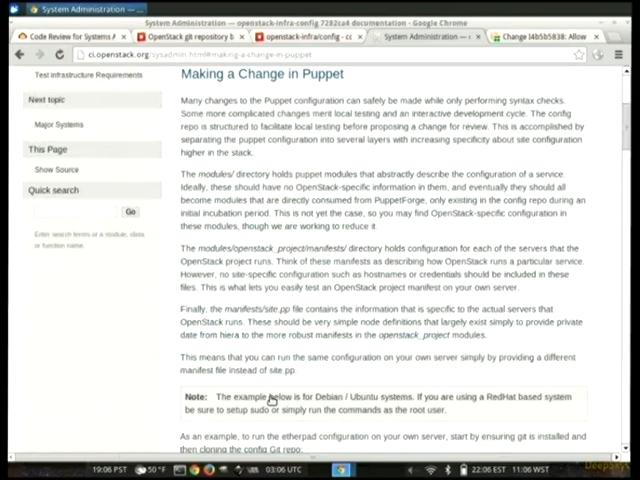 System Administration
System Administration — openstack-infra-config 7282ca4 documentation - Google Chrome
Code Review for Systems A
OpenStack git repository b
openstack-infra/config - co
System Administration — c
Change I4b5b5838: Allow
ci.openstack.org/sysadmin.html#making-a-change-in-puppet
Test Infrastructure Requirements
Next topic
Major Systems
This Page
Show Source
Quick search
Go
Enter search terms or a module, class
or function name.
Making a Change in Puppet
Many changes to the Puppet configuration can safely be made while only performing syntax checks.
Some more complicated changes merit local testing and an interactive development cycle. The config
repo is structured to facilitate local testing before proposing a change for review. This is accomplished by
separating the puppet configuration into several layers with increasing specificity about site configuration
higher in the stack.
The modules/ directory holds puppet modules that abstractly describe the configuration of a service.
Ideally, these should have no OpenStack-specific information in them, and eventually they should all
become modules that are directly consumed from PuppetForge, only existing in the config repo during an
initial incubation period. This is not yet the case, so you may find OpenStack-specific configuration in
these modules, though we are working to reduce it.
The modules/openstack_project/manifests/ directory holds configuration for each of the servers that the
OpenStack project runs. Think of these manifests as describing how OpenStack runs a particular service.
However, no site-specific configuration such as hostnames or credentials should be included in these
files. This is what lets you easily test an OpenStack project manifest on your own server.
Finally, the manifests/site.pp file contains the information that is specific to the actual servers that
OpenStack runs. These should be very simple node definitions that largely exist simply to provide private
date from hiera to the more robust manifests in the openstack_project modules.
This means that you can run the same configuration on your own server simply by providing a different
manifest file instead of site.pp.
Note: The example below is for Debian / Ubuntu systems. If you are using a RedHat based system
be sure to setup sudo or simply run the commands as the root user.
As an example, to run the etherpad configuration on your own server, start by ensuring git is installed and
then cloning the config Git repo:
19:06 PST
50 °F
03:06 UTC
22:06 EST 11:06 WST